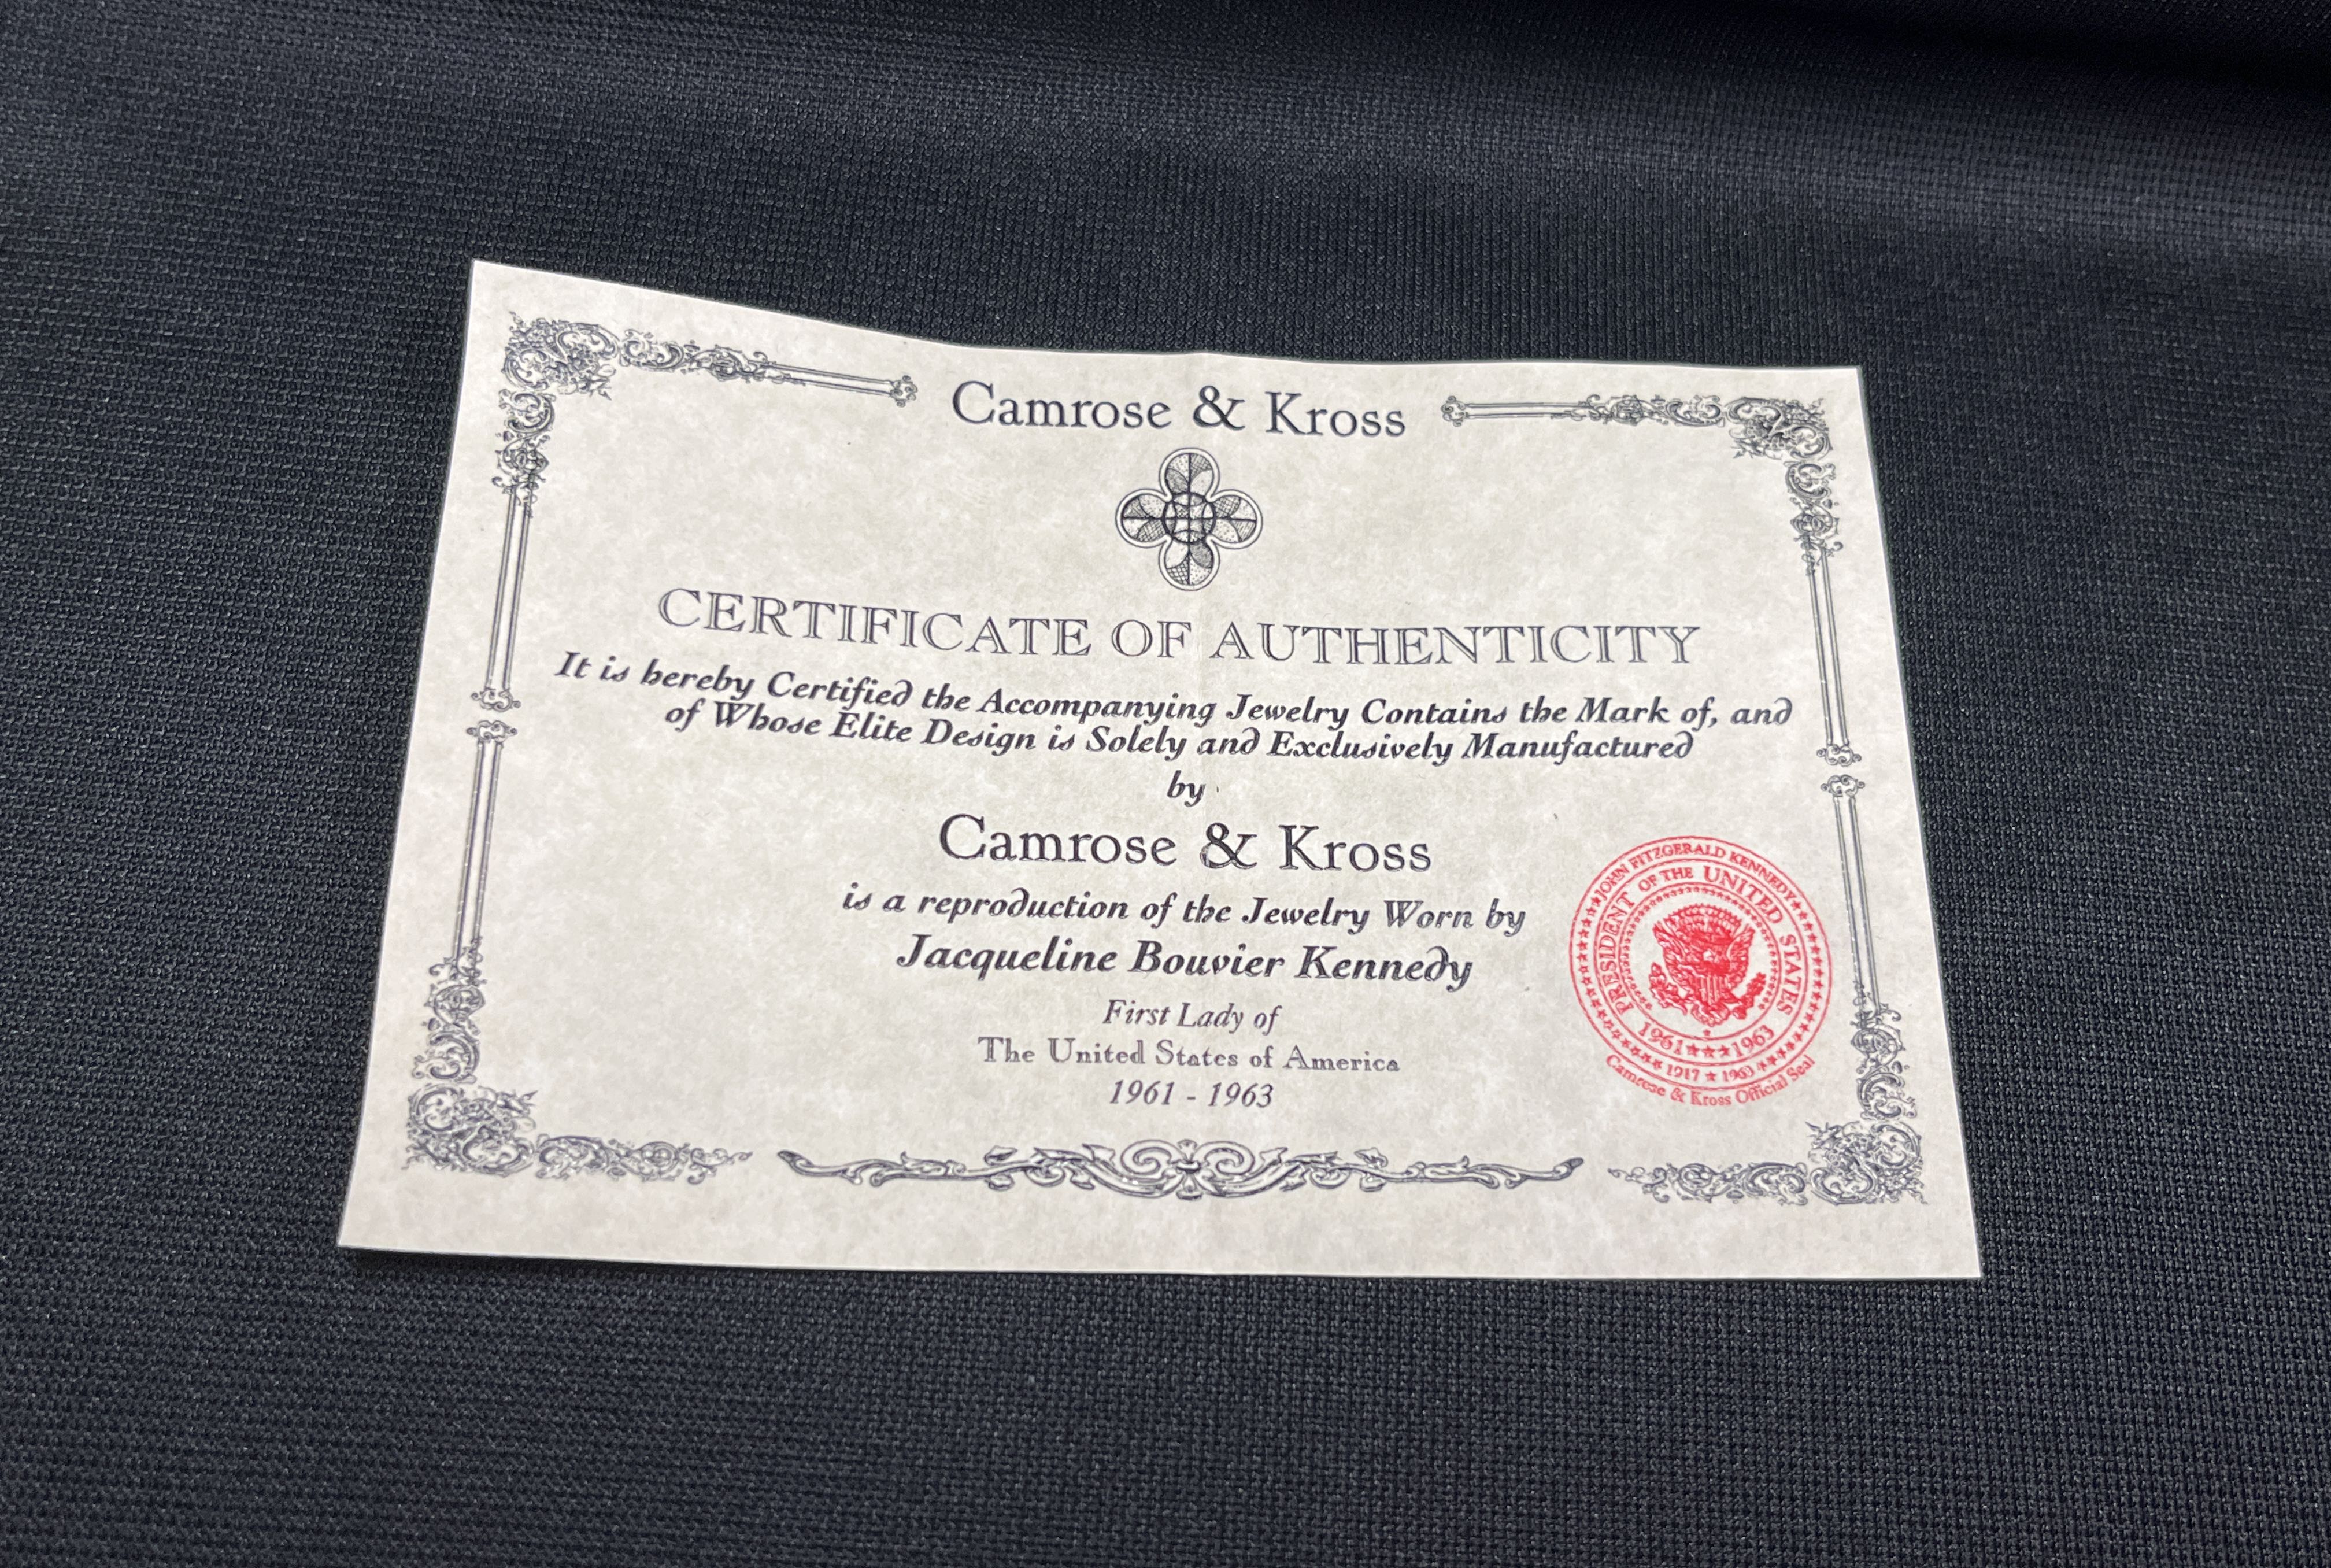 Camrose & Kross
CERTIFICATE OF AUTHENTICITY
It is hereby Certified the Accompanying Jewelry Contains the Mark of, and
of Whose Elite Design is Solely and Exclusively Manufactured
by
Camrose & Kross
is a reproduction of the Jewelry Worn by
Jacqueline Bouvier Kennedy
First Lady of
The United States of America
1961 - 1963
JOHN FITZGERALD KENNEDY
PRESIDENT OF THE UNITED STATES
1961★★★1963
1917 ★ 1963
Camrose & Kross Official Seal